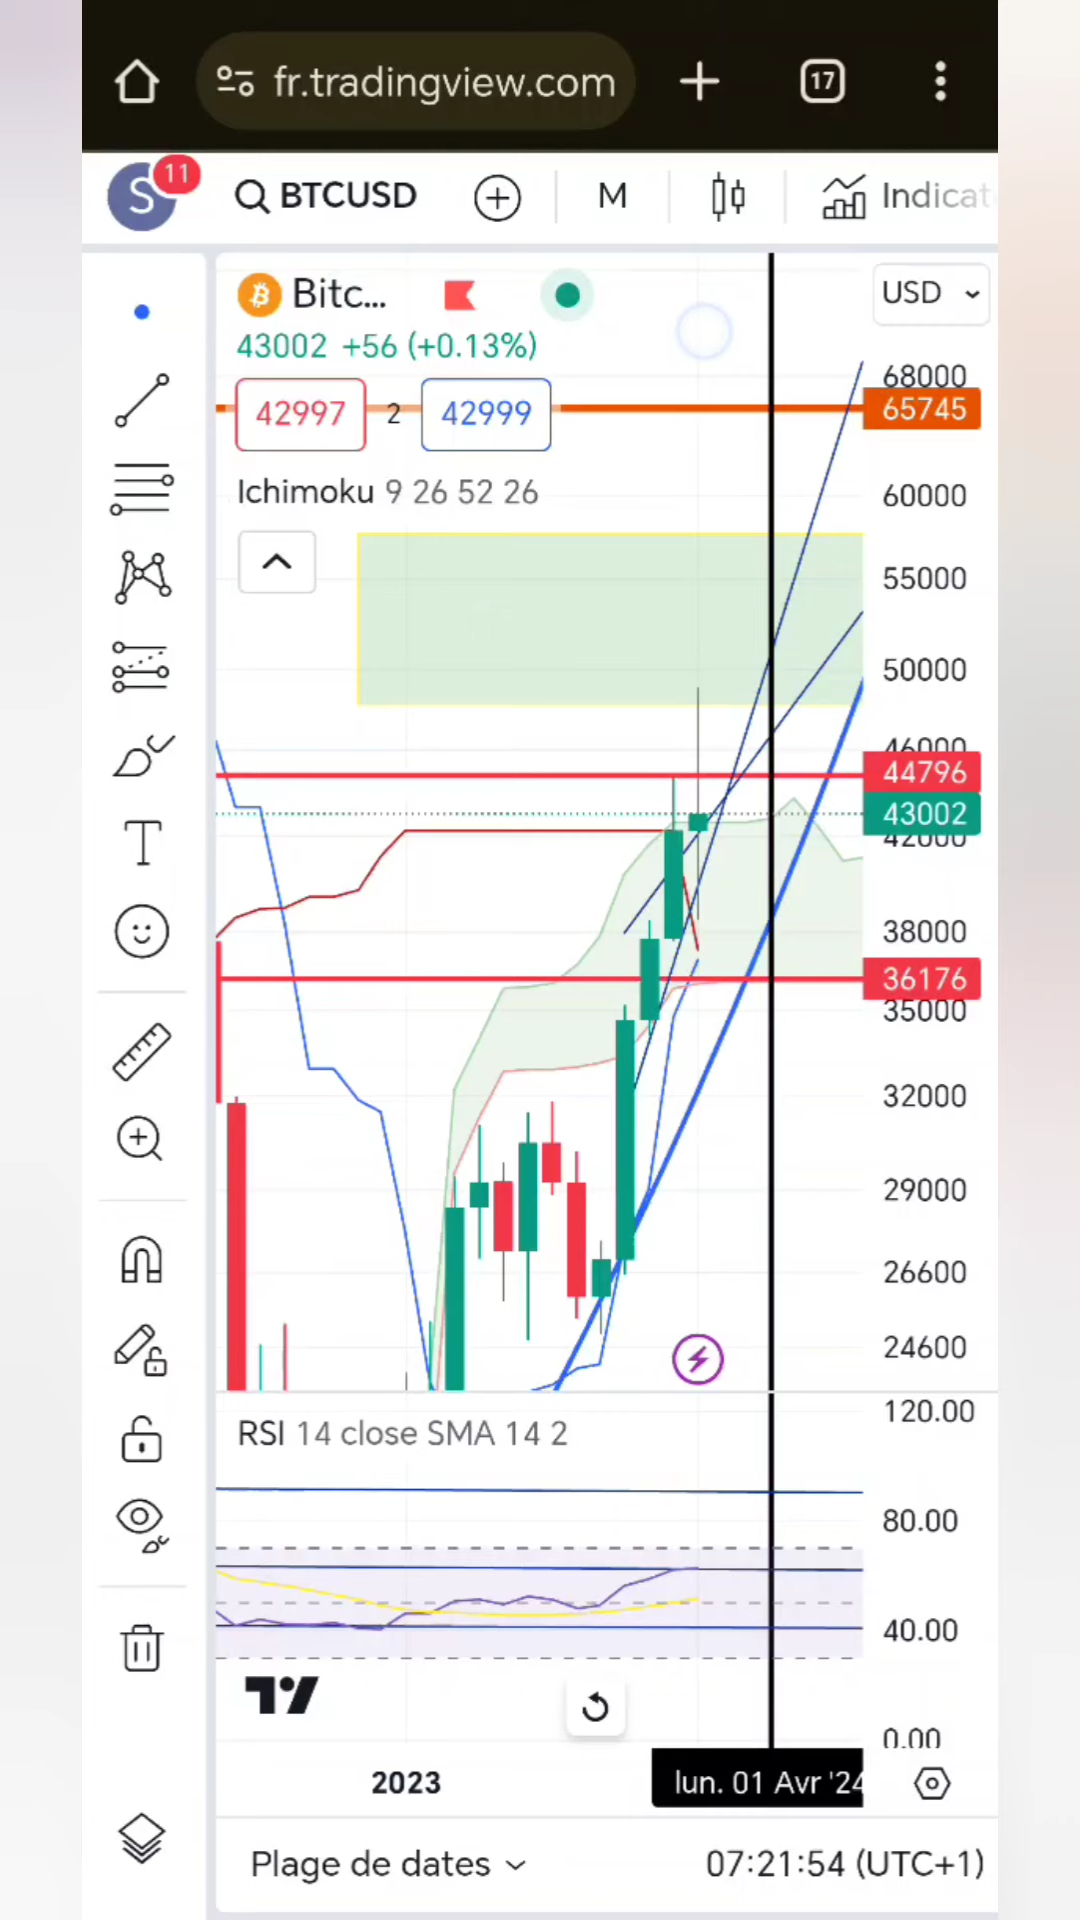 fr.tradingview.com
17
S
11
BTCUSD
M
Indicat
Bitc...
USD
43002 +56 (+0.13%)
42997
2
42999
Ichimoku 9 26 52 26
68000
65745
60000
55000
50000
46000
44796
43002
42000
38000
36176
35000
32000
29000
26600
24600
RSI 14 close SMA 14 2
120.00
80.00
40.00
0.00
2023
lun. 01 Avr '24
Plage de dates
07:21:54 (UTC+1)